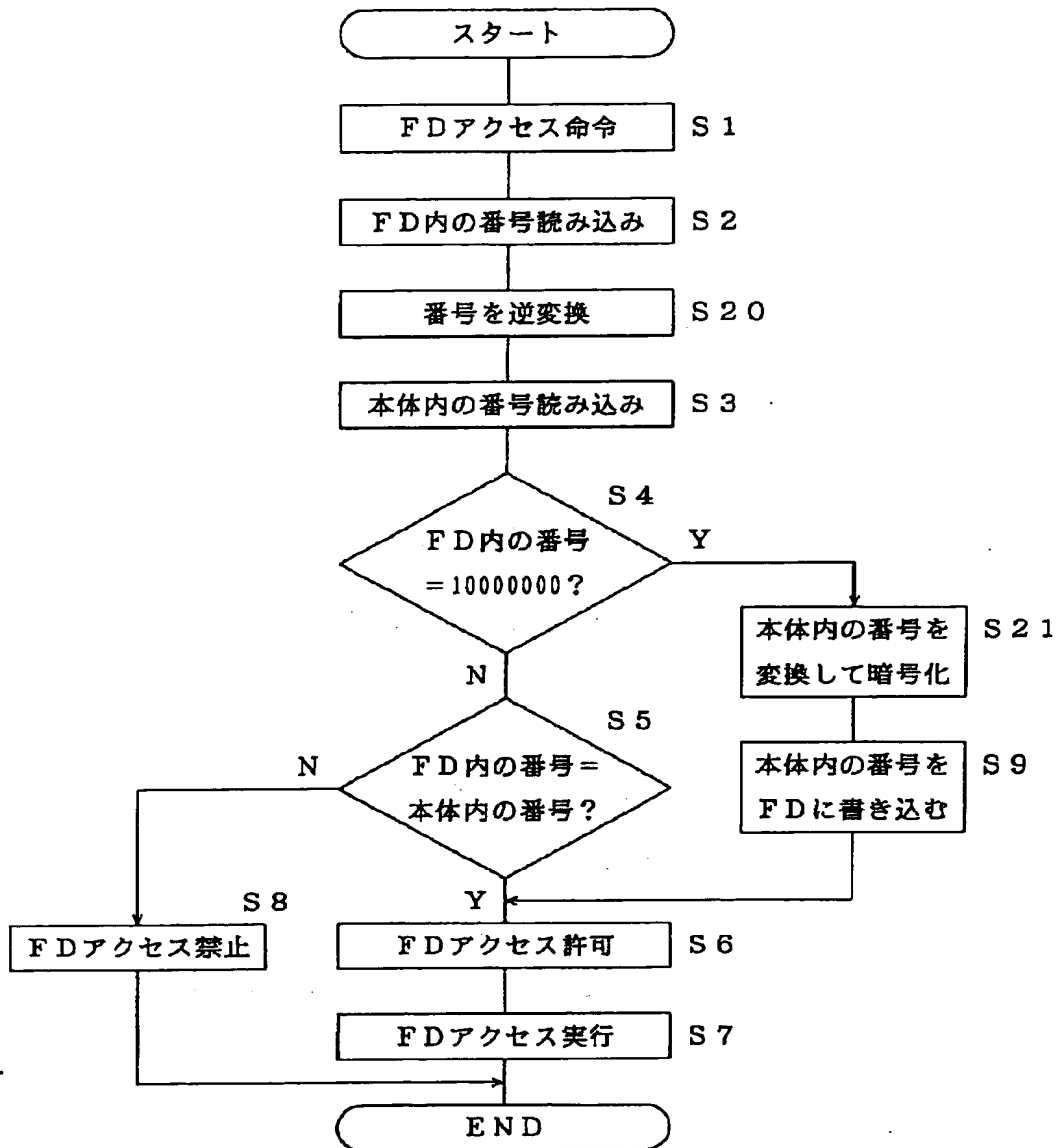 スタート
FDアクセス命令 S1
FD内の番号読み込み S2
番号を逆変換 S20
本体内の番号読み込み S3
S4
FD内の番号
=10000000?
Y
N
本体内の番号を
変換して暗号化
S21
S5
FD内の番号=
本体内の番号?
N
Y
本体内の番号を
FDに書き込む
S9
S8
FDアクセス禁止
FDアクセス許可 S6
FDアクセス実行 S7
END